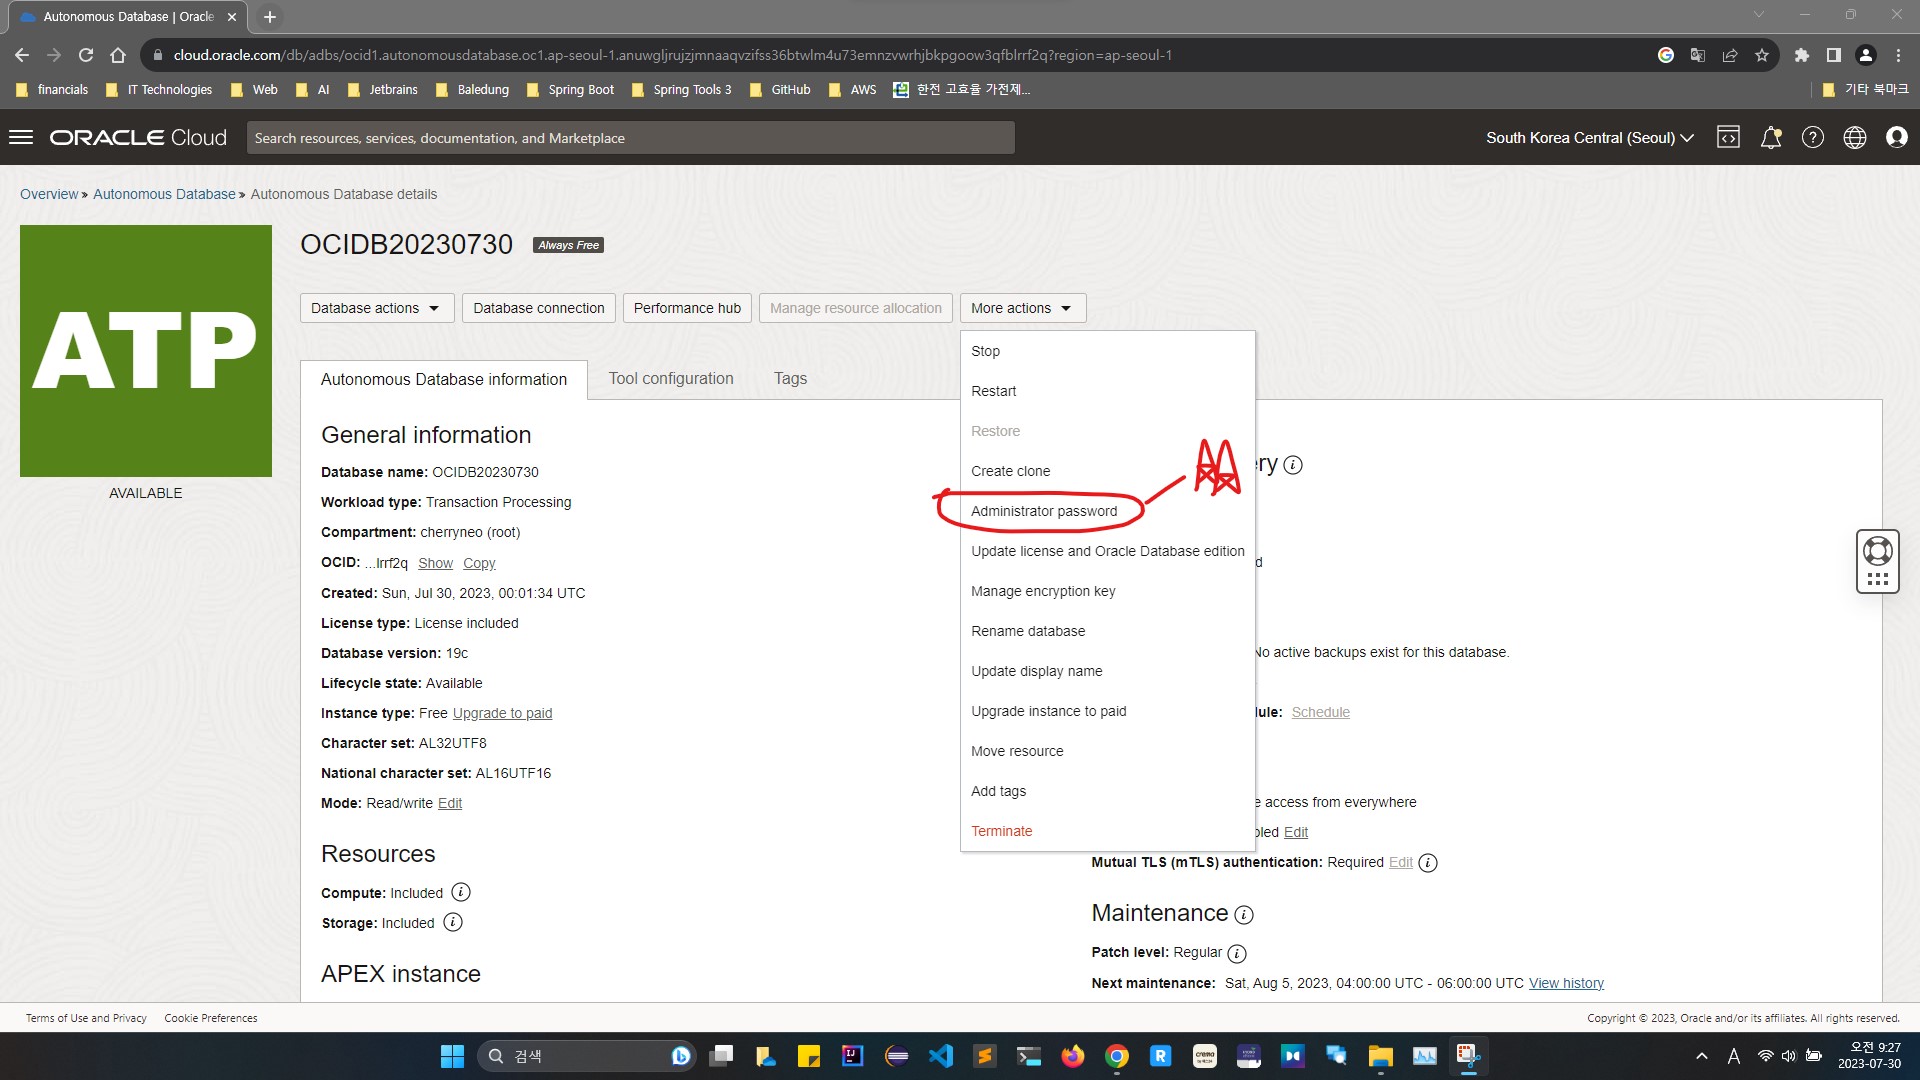 Autonomous Database | Oracle
cloud.oracle.com/db/adbs/ocid1.autonomousdatabase.oc1.ap-seoul-1.anuwgljrujzjmnaaqvzifss36btwlm4u73emnzvwrhjbkpgoow3qfblrrf2q?region=ap-seoul-1
financials IT Technologies Web AI Jetbrains Baledung Spring Boot Spring Tools 3 GitHub AWS 한전 고효율 가전제... 기타 북마크
ORACLE Cloud Search resources, services, documentation, and Marketplace South Korea Central (Seoul)
Overview » Autonomous Database » Autonomous Database details
ATP
AVAILABLE
OCIDB20230730 Always Free
Database actions Database connection Performance hub Manage resource allocation More actions
Stop
Restart
Restore
Create clone
Administrator password
Update license and Oracle Database edition
Manage encryption key
Rename database
Update display name
Upgrade instance to paid
Move resource
Add tags
Terminate
Autonomous Database information Tool configuration Tags
General information
Database name: OCIDB20230730
Workload type: Transaction Processing
Compartment: cherryneo (root)
OCID: ...lrrf2q Show Copy
Created: Sun, Jul 30, 2023, 00:01:34 UTC
License type: License included
Database version: 19c
Lifecycle state: Available
Instance type: Free Upgrade to paid
Character set: AL32UTF8
National character set: AL16UTF16
Mode: Read/write Edit
Resources
Compute: Included
Storage: Included
APEX instance
ry
d
No active backups exist for this database.
lule: Schedule
e access from everywhere
bled Edit
Mutual TLS (mTLS) authentication: Required Edit
Maintenance
Patch level: Regular
Next maintenance: Sat, Aug 5, 2023, 04:00:00 UTC - 06:00:00 UTC View history
Terms of Use and Privacy Cookie Preferences Copyright © 2023, Oracle and/or its affiliates. All rights reserved.
검색 A 오전 9:27
2023-07-30